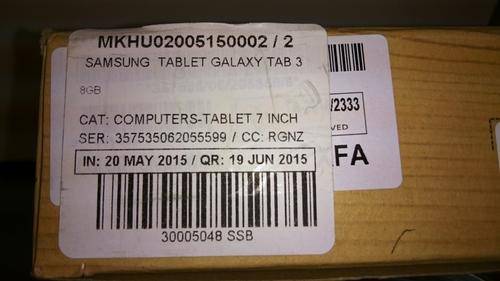 MKHU02005150002 / 2
SAMSUNG TABLET GALAXY TAB 3
8GB
CAT: COMPUTERS-TABLET 7 INCH
SER: 357535062055599 / CC: RGNZ
IN: 20 MAY 2015 / QR: 19 JUN 2015
30005048 SSB
/2333
VED
FA